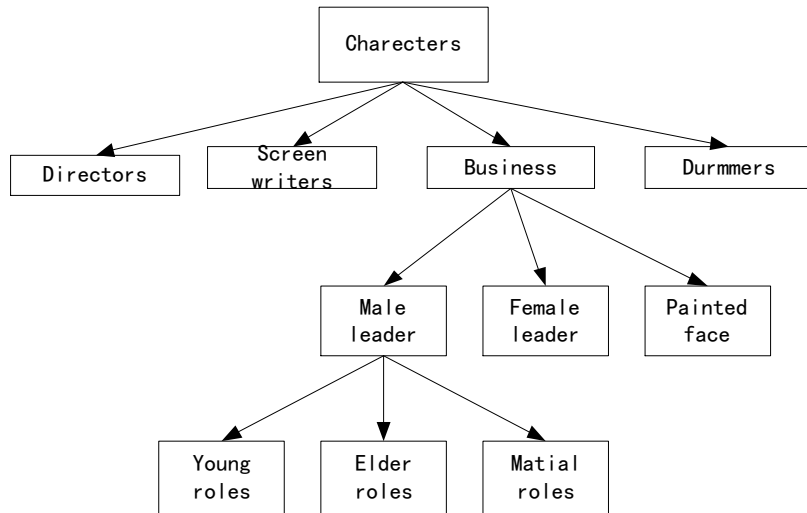 Charecters
Directors
Screen
writers
Business
Durmmers
Male
leader
Female
leader
Painted
face
Young
roles
Elder
roles
Matial
roles